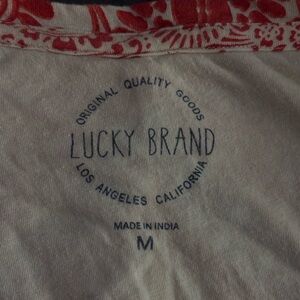 ORIGINAL QUALITY GOODS
LUCKY BRAND
LOS ANGELES CALIFORNIA
MADE IN INDIA
M